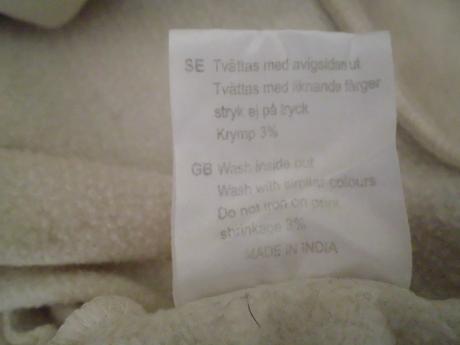 SE Tvättas med avigsidan ut
Tvättas med liknande färger
stryk ej på tryck
Krymp 3%
GB Wash inside out
Wash with similar colours
Do not iron on print
shrinkage 3%
MADE IN INDIA